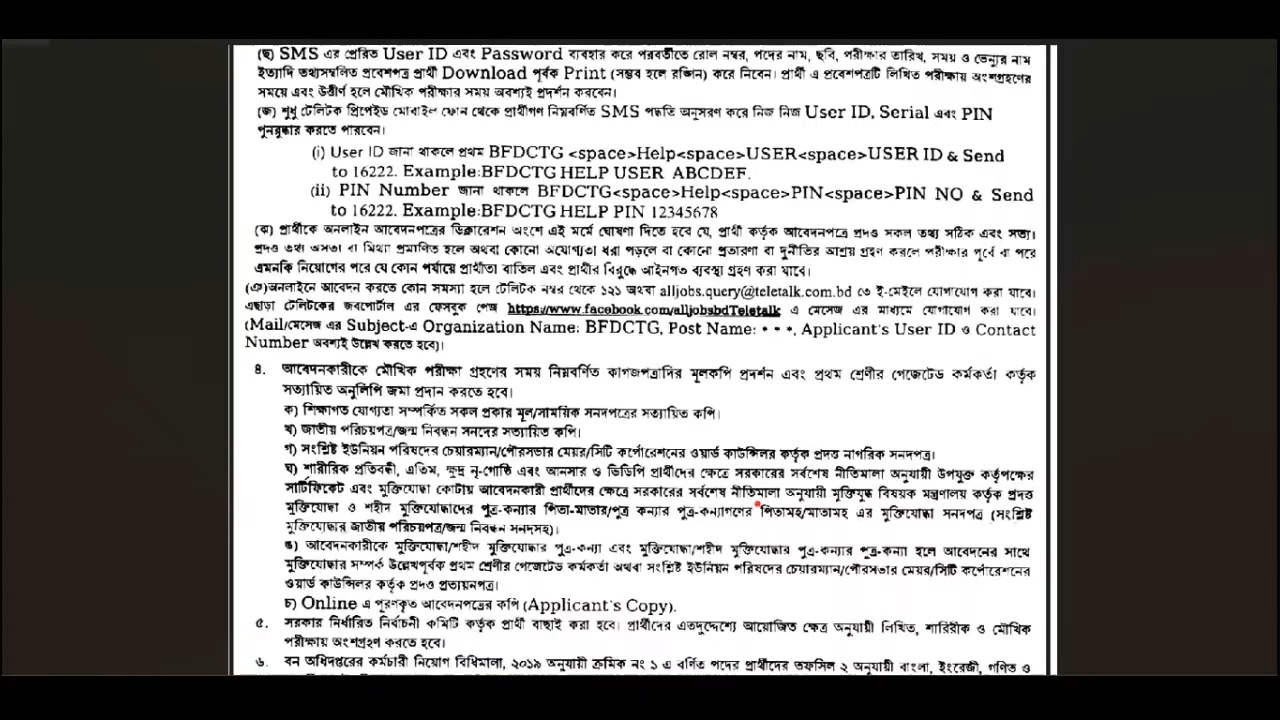 (ছ) SMS এর প্রেরিত User ID এবং Password ব্যবহার করে পরবর্তীতে রোল নম্বর, পদের নাম, ছবি, পরীক্ষার তারিখ, সময় ও ভেন্যুর নাম
ইত্যাদি তথ্যসম্বলিত প্রবেশপত্র প্রার্থী Download পূর্বক Print (সম্ভব হলে রঙ্গিন) করে নিবেন। প্রার্থী এ প্রবেশপত্রটি লিখিত পরীক্ষায় অংশগ্রহণের
সময়ে এবং উত্তীর্ণ হলে মৌখিক পরীক্ষার সময় অবশ্যই প্রদর্শন করবেন।
(জ) শুধু টেলিটক প্রিপেইড মোবাইল ফোন থেকে প্রার্থীগণ নিম্নবর্ণিত SMS পদ্ধতি অনুসরণ করে নিজ নিজ User ID, Serial এবং PIN
পুনরুদ্ধার করতে পারবেন।
(i) User ID জানা থাকলে প্রথম BFDCTG <space>Help<space>USER<space>USER ID & Send
to 16222. Example:BFDCTG HELP USER ABCDEF.
(ii) PIN Number জানা থাকলে BFDCTG<space>Help<space>PIN<space>PIN NO & Send
to 16222. Example:BFDCTG HELP PIN 12345678
(ঝ) প্রার্থীকে অনলাইন আবেদনপত্রের ডিক্লারেশন অংশে এই মর্মে ঘোষণা দিতে হবে যে, প্রার্থী কর্তৃক আবেদনপত্রে প্রদত্ত সকল তথ্য সঠিক এবং সত্য।
প্রদত্ত তথ্য অসত্য বা মিথ্যা প্রমাণিত হলে অথবা কোনো অযোগ্যতা ধরা পড়লে বা কোনো প্রতারণা বা দুর্নীতির আশ্রয় গ্রহণ করলে পরীক্ষার পূর্বে বা পরে
এমনকি নিয়োগের পরে যে কোন পর্যায়ে প্রার্থীতা বাতিল এবং প্রার্থীর বিরুদ্ধে আইনগত ব্যবস্থা গ্রহণ করা যাবে।
(ঞ)অনলাইনে আবেদন করতে কোন সমস্যা হলে টেলিটক নম্বর থেকে ১২১ অথবা alljobs.query@teletalk.com.bd তে ই-মেইলে যোগাযোগ করা যাবে।
এছাড়া টেলিটকের জবপোর্টাল এর ফেসবুক পেজ https://www.facebook.com/alljobsbdTeletalk এ মেসেজ এর মাধ্যমে যোগাযোগ করা যাবে।
(Mail/মেসেজ এর Subject-এ Organization Name: BFDCTG, Post Name: * * *, Applicant's User ID ও Contact
Number অবশ্যই উল্লেখ করতে হবে)।
৪. আবেদনকারীকে মৌখিক পরীক্ষা গ্রহণের সময় নিম্নবর্ণিত কাগজপত্রাদির মূলকপি প্রদর্শন এবং প্রথম শ্রেণীর গেজেটেড কর্মকর্তা কর্তৃক
সত্যায়িত অনুলিপি জমা প্রদান করতে হবে।
ক) শিক্ষাগত যোগ্যতা সম্পর্কিত সকল প্রকার মূল/সাময়িক সনদপত্রের সত্যায়িত কপি।
খ) জাতীয় পরিচয়পত্র/জন্ম নিবন্ধন সনদের সত্যায়িত কপি।
গ) সংশ্লিষ্ট ইউনিয়ন পরিষদের চেয়ারম্যান/পৌরসভার মেয়র/সিটি কর্পোরেশনের ওয়ার্ড কাউন্সিলর কর্তৃক প্রদত্ত নাগরিক সনদপত্র।
ঘ) শারীরিক প্রতিবন্ধী, এতিম, ক্ষুদ্র নৃ-গোষ্ঠি এবং আনসার ও ভিডিপি প্রার্থীদের ক্ষেত্রে সরকারের সর্বশেষ নীতিমালা অনুযায়ী উপযুক্ত কর্তৃপক্ষের
সার্টিফিকেট এবং মুক্তিযোদ্ধা কোটায় আবেদনকারী প্রার্থীদের ক্ষেত্রে সরকারের সর্বশেষ নীতিমালা অনুযায়ী মুক্তিযুদ্ধ বিষয়ক মন্ত্রণালয় কর্তৃক প্রদত্ত
মুক্তিযোদ্ধা ও শহীদ মুক্তিযোদ্ধাদের পুত্র-কন্যার পিতা-মাতার/পুত্র কন্যার পুত্র-কন্যাগণের পিতামহ/মাতামহ এর মুক্তিযোদ্ধা সনদপত্র (সংশ্লিষ্ট
মুক্তিযোদ্ধার জাতীয় পরিচয়পত্র/জন্ম নিবন্ধন সনদসহ)।
ঙ) আবেদনকারীকে মুক্তিযোদ্ধা/শহীদ মুক্তিযোদ্ধার পুত্র-কন্যা এবং মুক্তিযোদ্ধা/শহীদ মুক্তিযোদ্ধার পুত্র-কন্যার পুত্র-কন্যা হলে আবেদনের সাথে
মুক্তিযোদ্ধার সম্পর্ক উল্লেখপূর্বক প্রথম শ্রেণীর গেজেটেড কর্মকর্তা অথবা সংশ্লিষ্ট ইউনিয়ন পরিষদের চেয়ারম্যান/পৌরসভার মেয়র/সিটি কর্পোরেশনের
ওয়ার্ড কাউন্সিলর কর্তৃক প্রদত্ত প্রত্যয়নপত্র।
চ) Online এ পূরণকৃত আবেদনপত্রের কপি (Applicant's Copy).
৫. সরকার নির্ধারিত নির্বাচনী কমিটি কর্তৃক প্রার্থী বাছাই করা হবে। প্রার্থীদের এতদুদ্দেশ্যে আয়োজিত ক্ষেত্র অনুযায়ী লিখিত, শারিরীক ও মৌখিক
পরীক্ষায় অংশগ্রহণ করতে হবে।
৬. বন অধিদপ্তরের কর্মচারী নিয়োগ বিধিমালা, ২০১৯ অনুযায়ী ক্রমিক নং ১ এ বর্ণিত পদের প্রার্থীদের তফসিল ২ অনুযায়ী বাংলা, ইংরেজী, গণিত ও